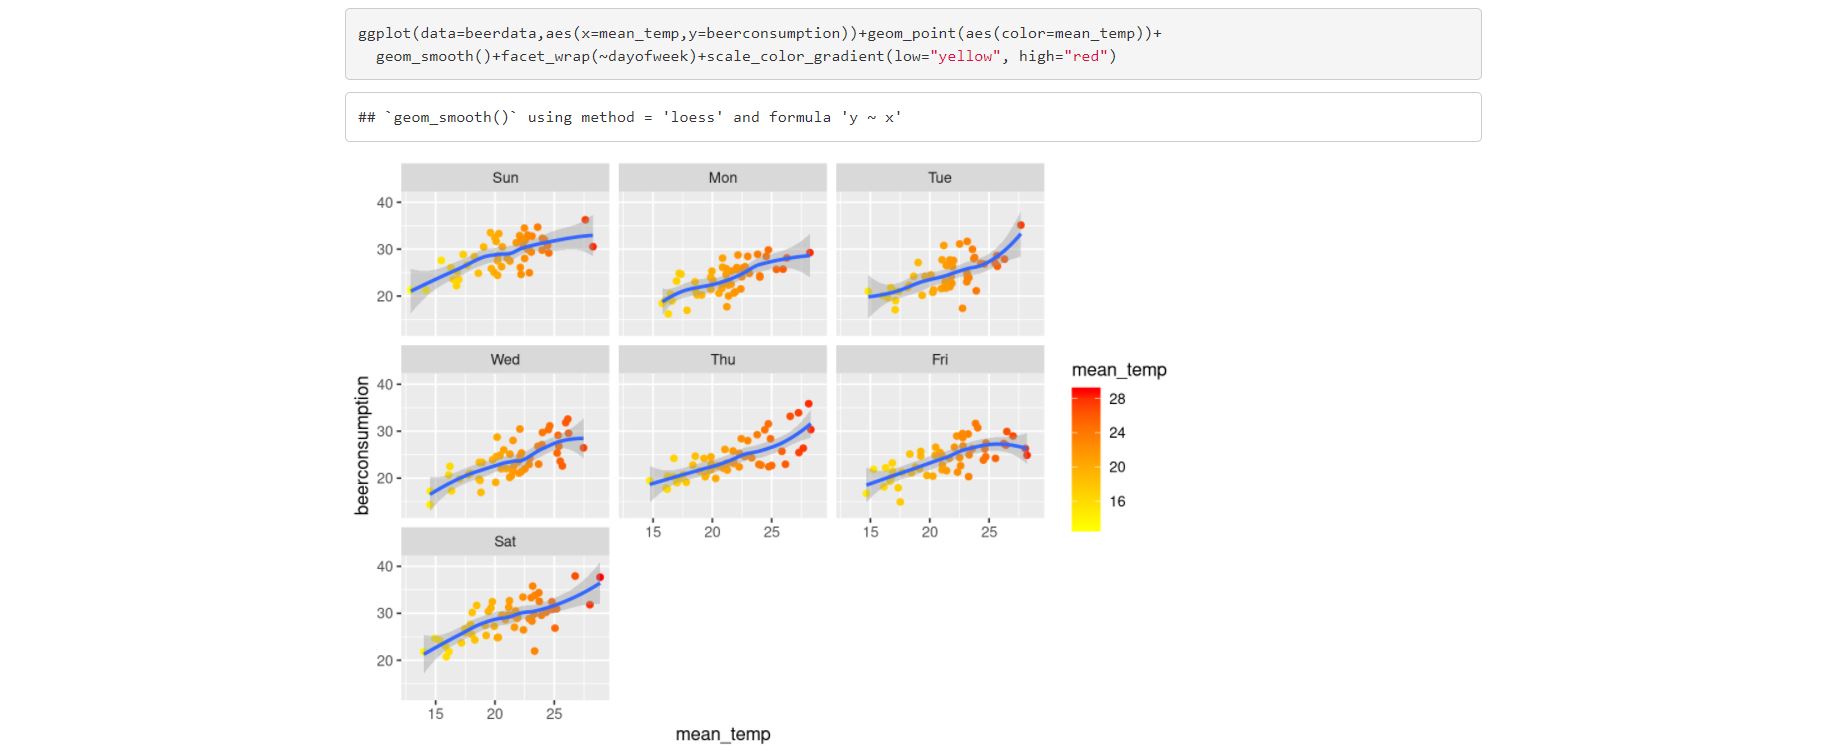 ggplot(data=beerdata,aes(x=mean_temp,y=beerconsumption))+geom_point(aes(color=mean_temp))+
  geom_smooth()+facet_wrap(~dayofweek)+scale_color_gradient(low="yellow", high="red")
## `geom_smooth()` using method = 'loess' and formula 'y ~ x'
Sun Mon Tue
40
30
20
Wed Thu Fri
40
30
20
beerconsumption
mean_temp
28
24
20
16
15 20 25 15 20 25
Sat
40
30
20
15 20 25
mean_temp